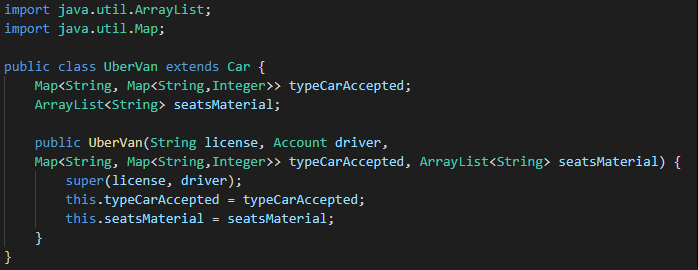 import java.util.ArrayList;
import java.util.Map;
public class UberVan extends Car {
Map<String, Map<String,Integer>> typeCarAccepted;
ArrayList<String> seatsMaterial;
public UberVan(String license, Account driver,
Map<String, Map<String,Integer>> typeCarAccepted, ArrayList<String> seatsMaterial) {
super(license, driver);
this.typeCarAccepted = typeCarAccepted;
this.seatsMaterial = seatsMaterial;
}
}